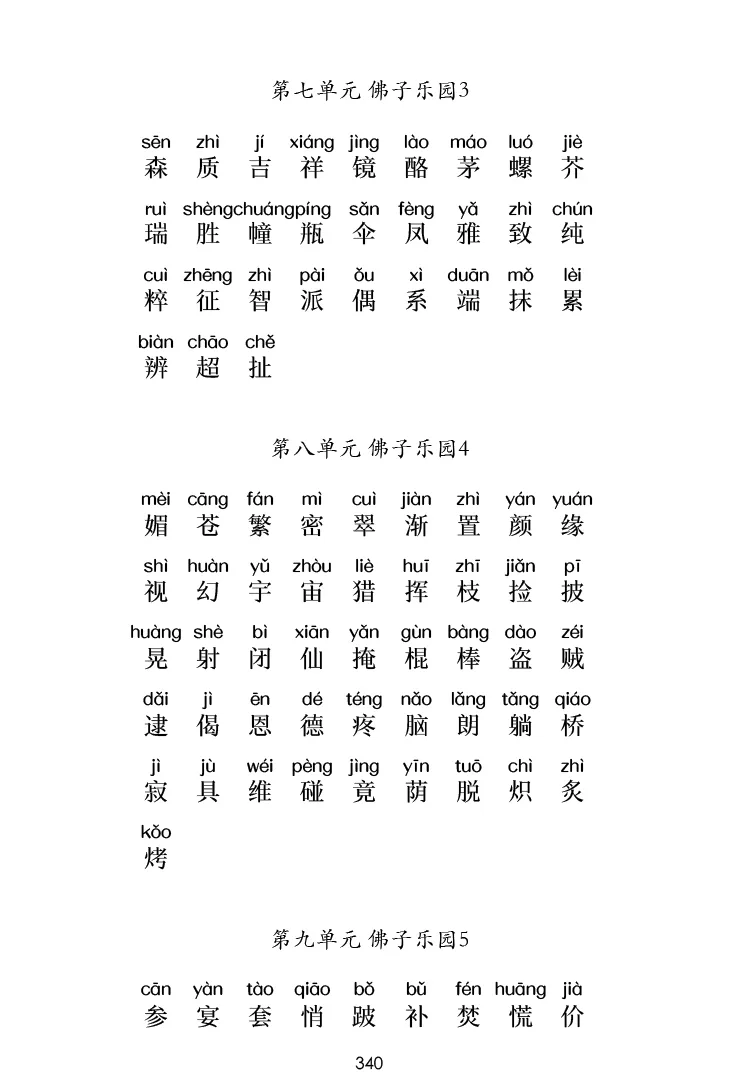 第七单元 佛子乐园3
sēn zhì jí xiáng jìng lào máo luó jiè
森 质 吉 祥 镜 酪 茅 螺 芥
ruì shèng chuáng píng sǎn fèng yǎ zhì chún
瑞 胜 幢 瓶 伞 凤 雅 致 纯
cuì zhēng zhì pài ǒu xì duān mǒ lèi
粹 征 智 派 偶 系 端 抹 累
biàn chāo chě
辨 超 扯
第八单元 佛子乐园4
mèi cāng fán mì cuì jiàn zhì yán yuán
媚 苍 繁 密 翠 渐 置 颜 缘
shì huàn yǔ zhòu liè huī zhī jiǎn pī
视 幻 宇 宙 猎 挥 枝 捡 披
huàng shè bì xiān yǎn gùn bàng dào zéi
晃 射 闭 仙 掩 棍 棒 盗 贼
dǎi jì ēn dé téng nǎo lǎng tǎng qiáo
逮 偈 恩 德 疼 脑 朗 躺 桥
jì jù wéi pèng jìng yīn tuō chì zhì
寂 具 维 碰 竟 荫 脱 炽 炙
kǒo
烤
第九单元 佛子乐园5
cān yàn tào qiāo bǒ bǔ fén huāng jià
参 宴 套 悄 跛 补 焚 慌 价
340